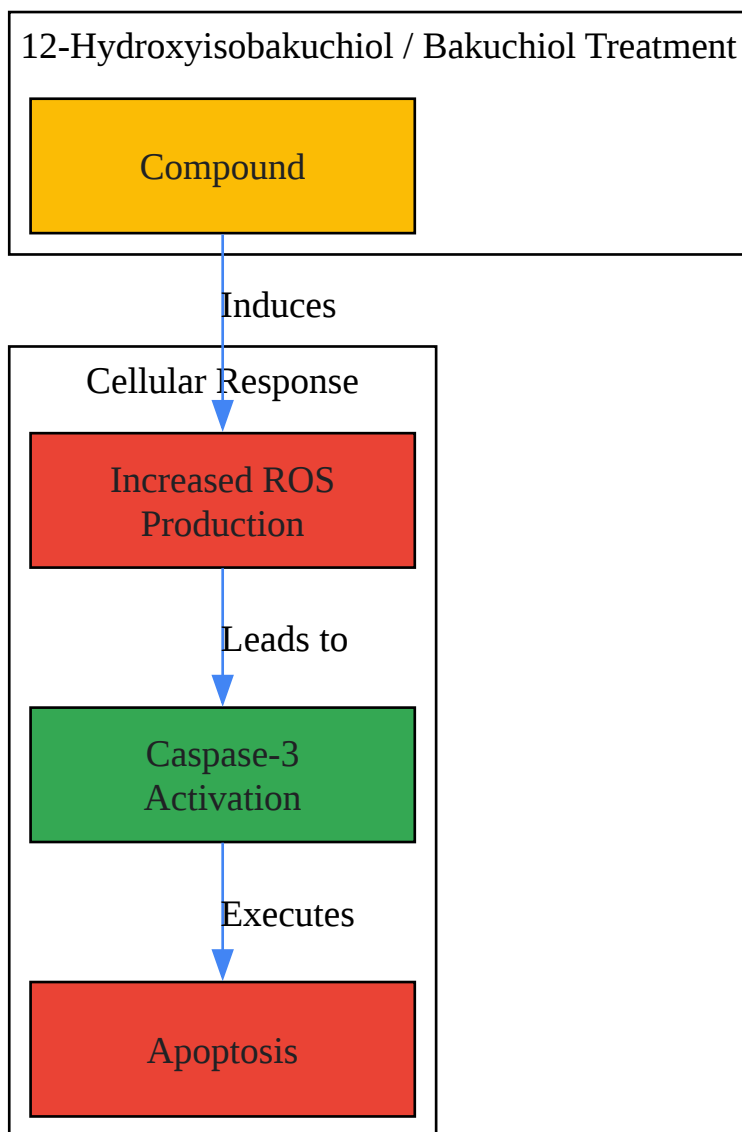 12-Hydroxyisobakuchiol / Bakuchiol Treatment
Compound
Induces
Cellular Response
Increased ROS
Production
Leads to
Caspase-3
Activation
Executes
Apoptosis